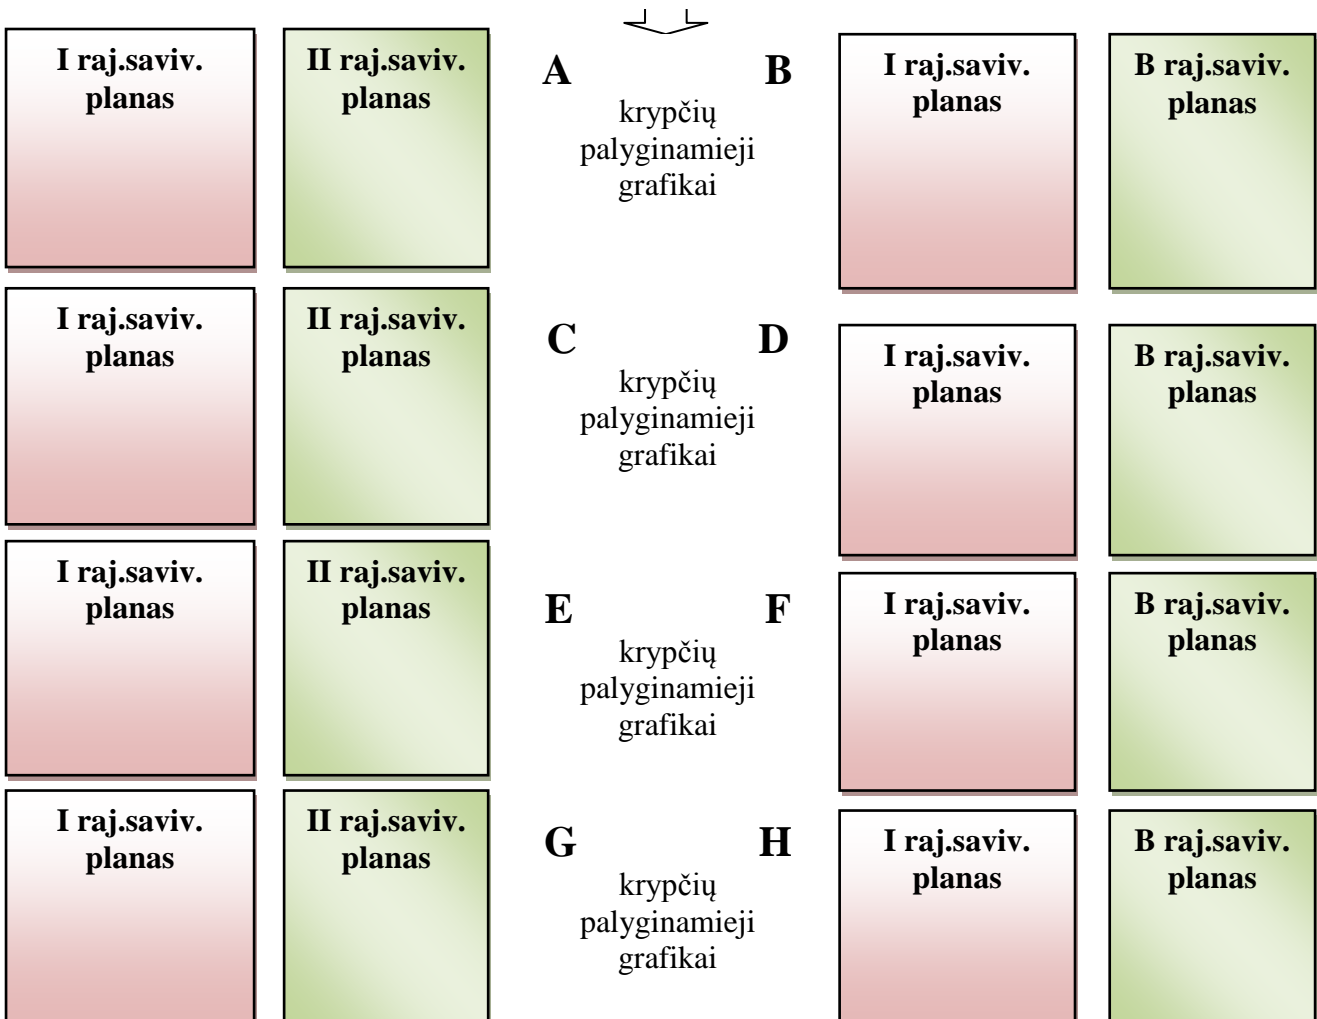 I raj.saviv.
planas
II raj.saviv.
planas
A
B
krypčių
palyginamieji
grafikai
I raj.saviv.
planas
B raj.saviv.
planas
I raj.saviv.
planas
II raj.saviv.
planas
C
D
krypčių
palyginamieji
grafikai
I raj.saviv.
planas
B raj.saviv.
planas
I raj.saviv.
planas
II raj.saviv.
planas
E
F
krypčių
palyginamieji
grafikai
I raj.saviv.
planas
B raj.saviv.
planas
I raj.saviv.
planas
II raj.saviv.
planas
G
H
krypčių
palyginamieji
grafikai
I raj.saviv.
planas
B raj.saviv.
planas